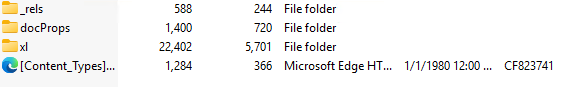 _rels 588 244 File folder
docProps 1,400 720 File folder
xl 22,402 5,701 File folder
[Content_Types]... 1,284 366 Microsoft Edge HT... 1/1/1980 12:00 ... CF823741